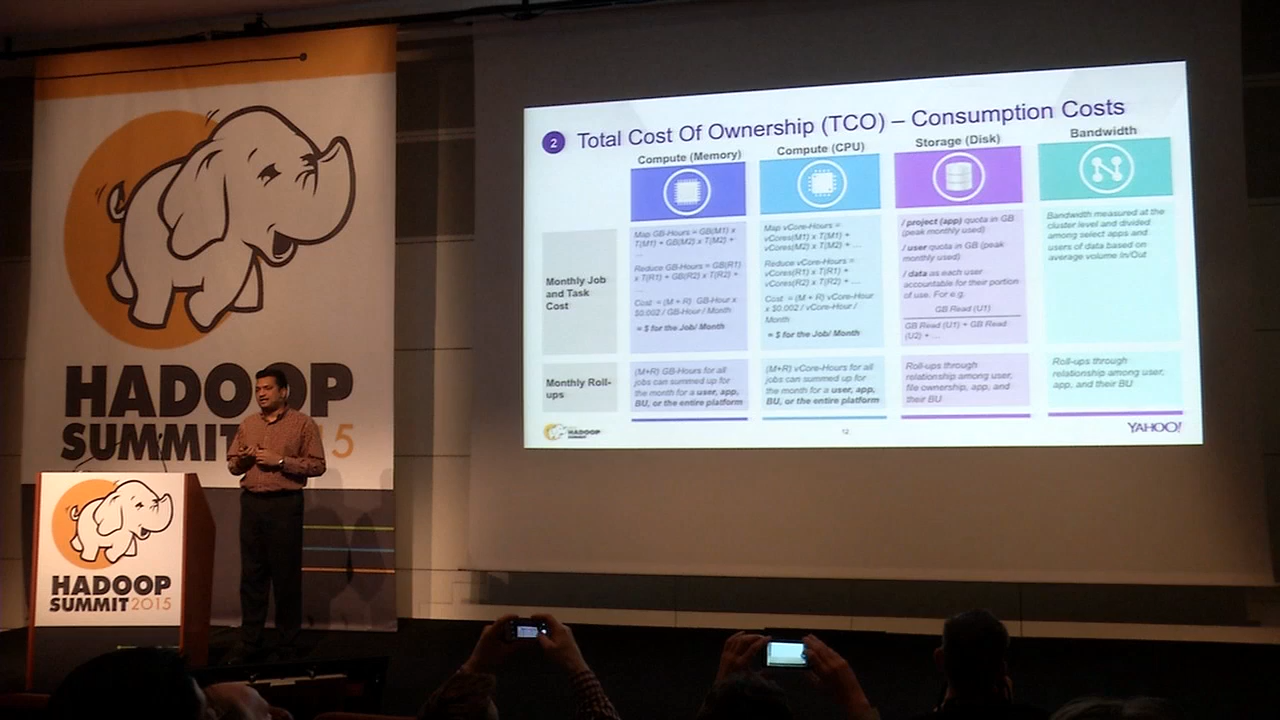 HADOOP
SUMMIT 15
HADOOP
SUMMIT 2015
2 Total Cost Of Ownership (TCO) – Consumption Costs
Compute (Memory)
Compute (CPU)
Storage (Disk)
Bandwidth
Monthly Job
and Task
Cost
Map GB-Hours = GB(M1) x
T(M1) + GB(M2) x T(M2) +
...
Reduce GB-Hours = GB(R1)
x T(R1) + GB(R2) x T(R2) +
...
Cost = (M + R) GB-Hour x
$0.002 / GB-Hour / Month
= $ for the Job/ Month
Map vCore-Hours =
vCores(M1) x T(M1) +
vCores(M2) x T(M2) + ...
Reduce vCore-Hours =
vCores(R1) x T(R1) +
vCores(R2) x T(R2) + ...
Cost = (M + R) vCore-Hour
x $0.002 / vCore-Hour /
Month
= $ for the Job/ Month
/ project (app) quota in GB
(peak monthly used)
/ user quota in GB (peak
monthly used)
/ data as each user
accountable for their portion
of use. For e.g.
GB Read (U1)
GB Read (U1) + GB Read
(U2) + ...
Bandwidth measured at the
cluster level and divided
among select apps and
users of data based on
average volume In/Out
Monthly Roll-
ups
(M+R) GB-Hours for all
jobs can summed up for
the month for a user, app,
BU, or the entire platform
(M+R) vCore-Hours for all
jobs can summed up for
the month for a user, app,
BU, or the entire platform
Roll-ups through
relationship among user,
file ownership, app, and
their BU
Roll-ups through
relationship among user,
app, and their BU
HADOOP
SUMMIT
12
YAHOO!